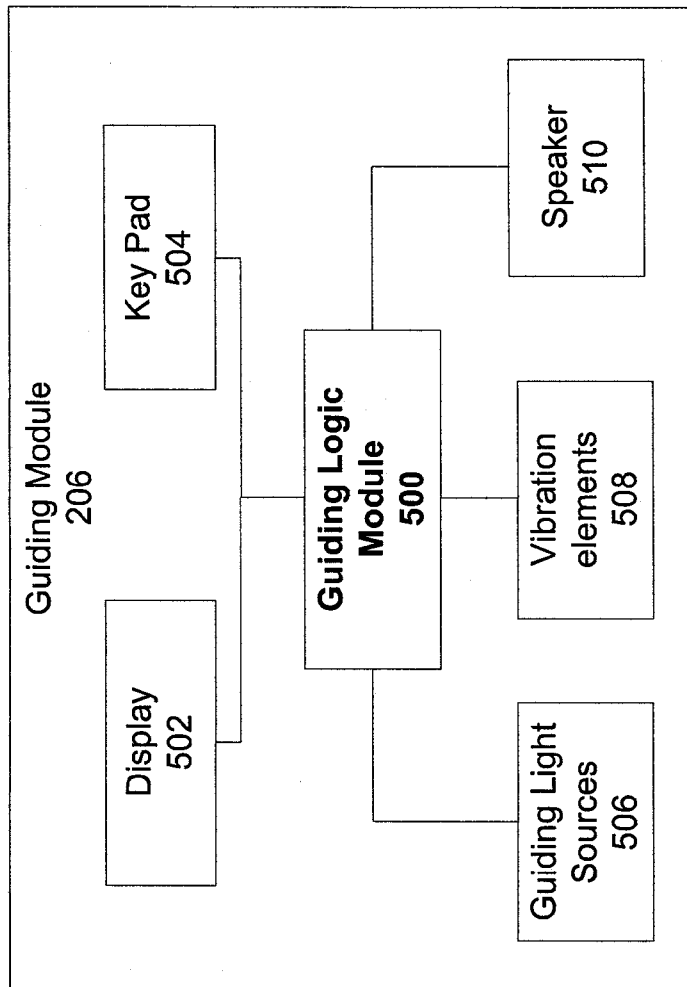 Guiding Module
206
Display
502
Key Pad
504
Guiding Logic
Module
500
Guiding Light
Sources
506
Vibration
elements
508
Speaker
510